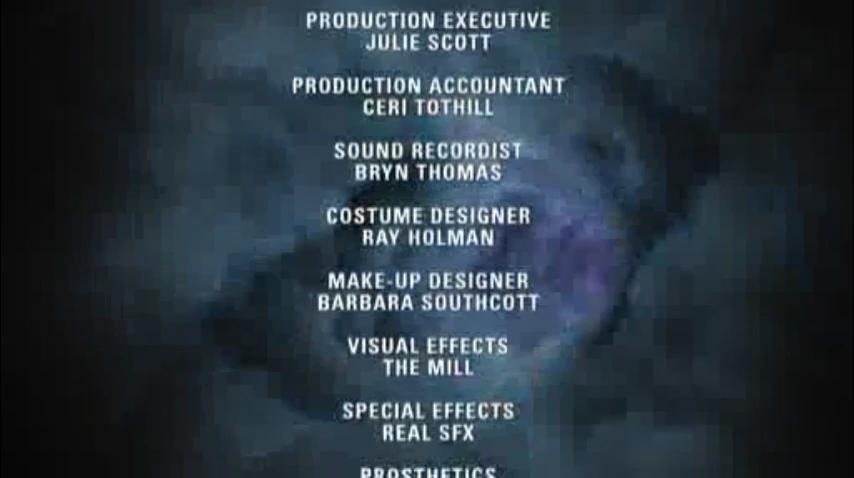 PRODUCTION EXECUTIVE
JULIE SCOTT
PRODUCTION ACCOUNTANT
CERI TOTHILL
SOUND RECORDIST
BRYN THOMAS
COSTUME DESIGNER
RAY HOLMAN
MAKE-UP DESIGNER
BARBARA SOUTHCOTT
VISUAL EFFECTS
THE MILL
SPECIAL EFFECTS
REAL SFX
PROSTHETICS